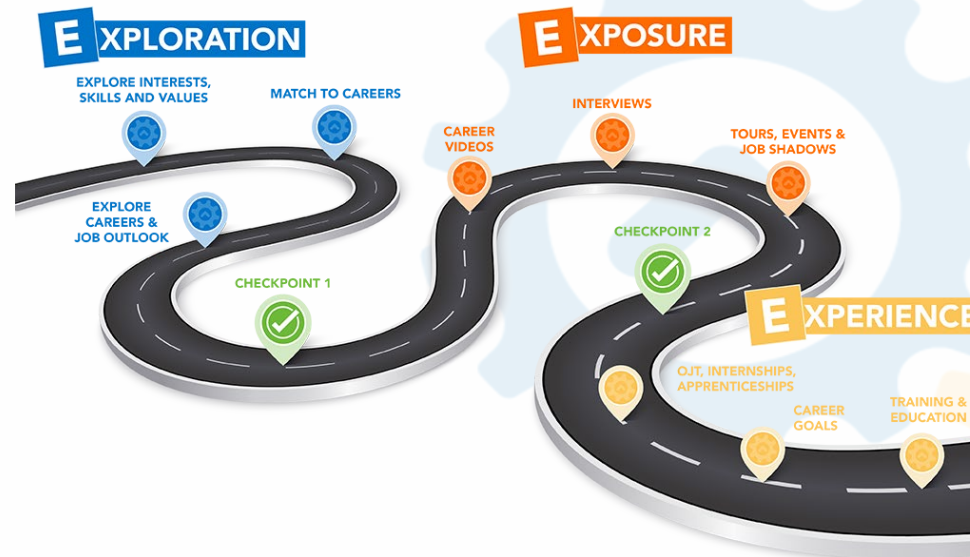 EXPLORATION
EXPLORE INTERESTS,
SKILLS AND VALUES
MATCH TO CAREERS
EXPLORE
CAREERS &
JOB OUTLOOK
CHECKPOINT 1
EXPOSURE
CAREER
VIDEOS
INTERVIEWS
TOURS, EVENTS &
JOB SHADOWS
CHECKPOINT 2
EXPERIENCE
OJT, INTERNSHIPS,
APPRENTICESHIPS
CAREER
GOALS
TRAINING &
EDUCATION